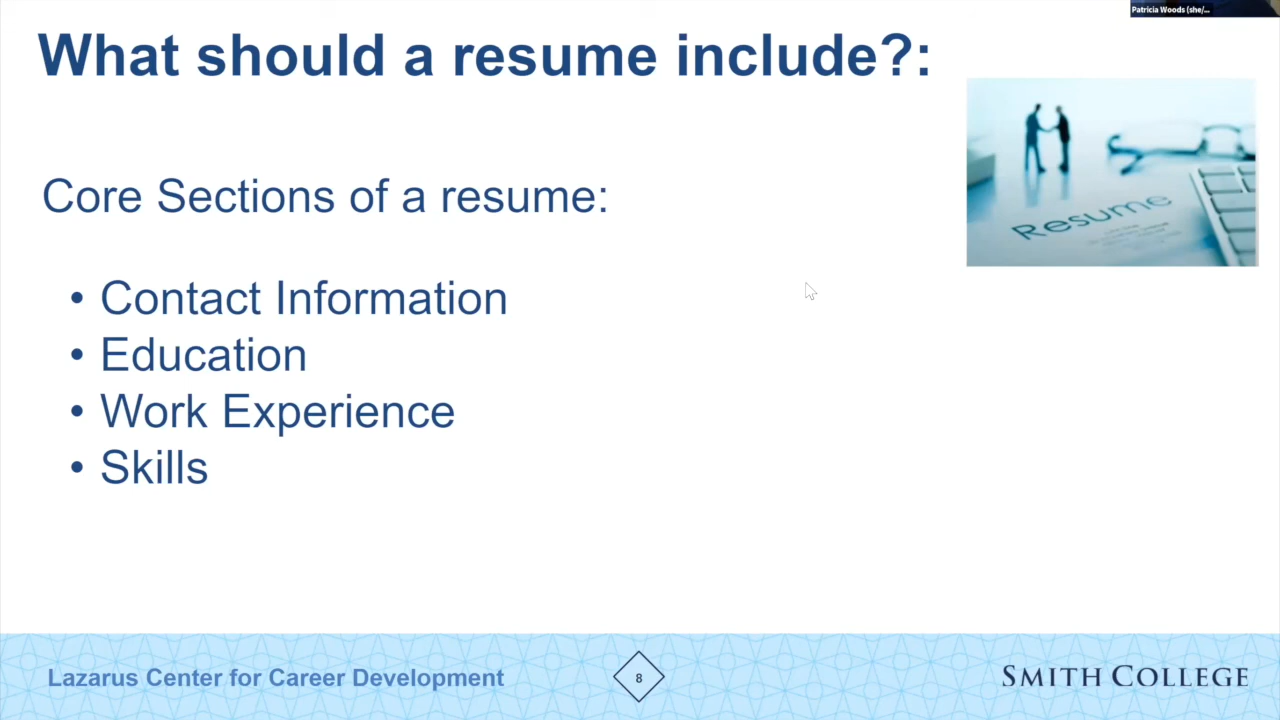 Patricia Woods (she/...
What should a resume include?:
Core Sections of a resume:
• Contact Information
• Education
• Work Experience
• Skills
Resume
Lazarus Center for Career Development
8
SMITH COLLEGE